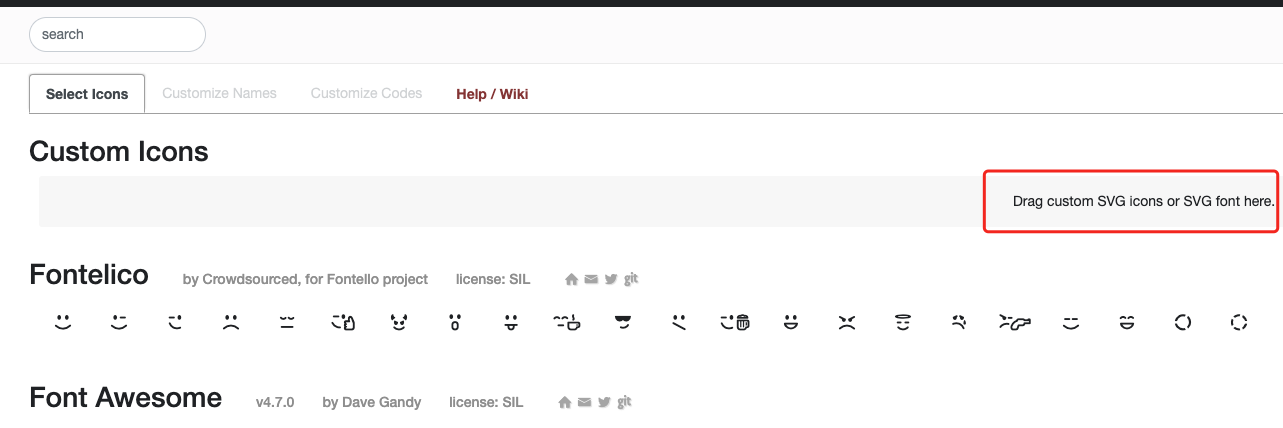 search
Select Icons Customize Names Customize Codes Help / Wiki
Custom Icons
Drag custom SVG icons or SVG font here.
Fontelico by Crowdsourced, for Fontello project license: SIL git
Font Awesome v4.7.0 by Dave Gandy license: SIL git